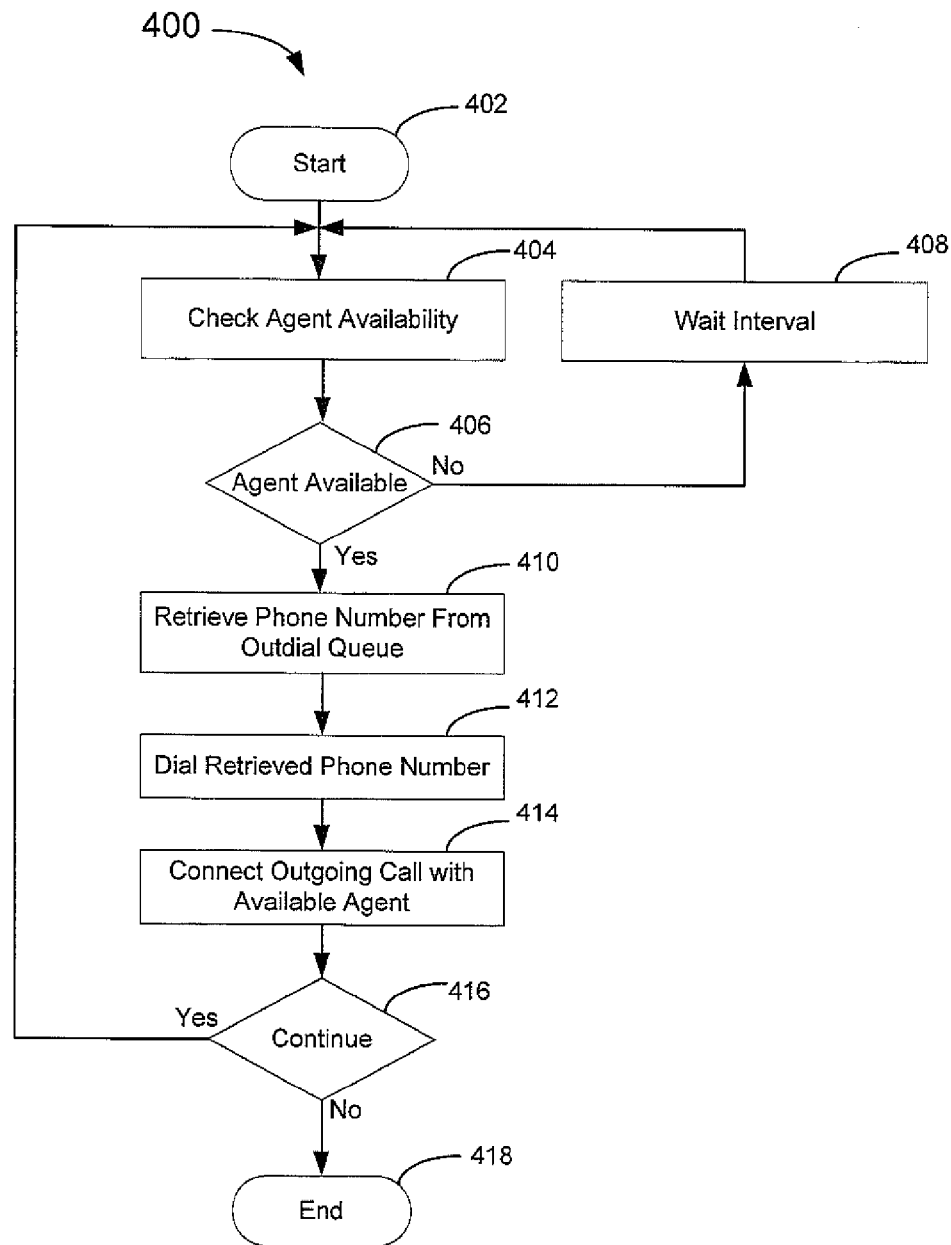 400
402
Start
404
408
Check Agent Availability
Wait Interval
406
Agent Available
No
Yes
410
Retrieve Phone Number From
Outdial Queue
412
Dial Retrieved Phone Number
414
Connect Outgoing Call with
Available Agent
416
Yes
Continue
No
418
End